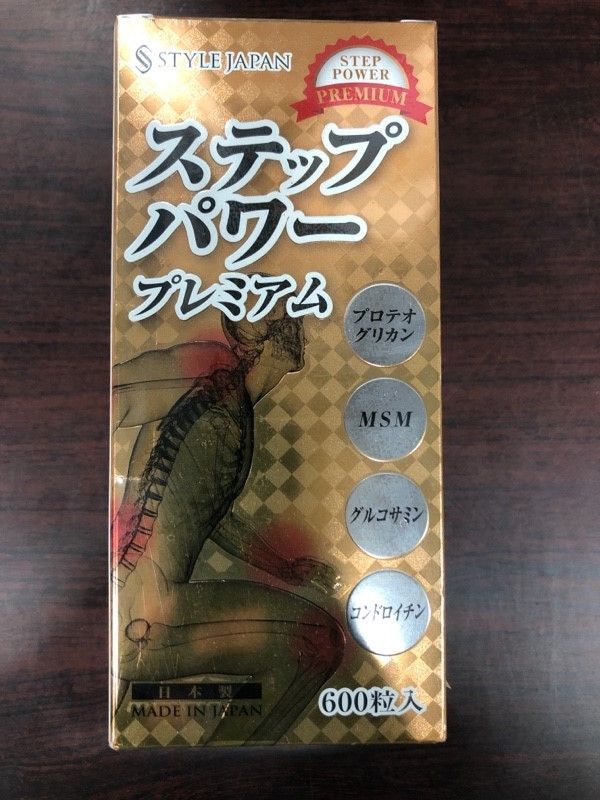 STYLE JAPAN
STEP
POWER
PREMIUM
ステップ
パワー
プレミアム
プロテオ
グリカン
MSM
グルコサミン
コンドロイチン
日本製
MADE IN JAPAN
600粒入